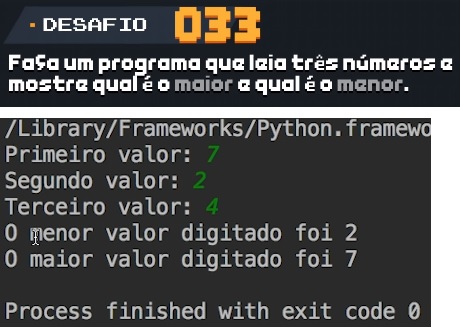 · DESAFIO 033
Faça um programa que leia três números e
mostre qual é o maior e qual é o menor.
/Library/Frameworks/Python.framewo
Primeiro valor: 7
Segundo valor: 2
Terceiro valor: 4
O menor valor digitado foi 2
O maior valor digitado foi 7
Process finished with exit code 0